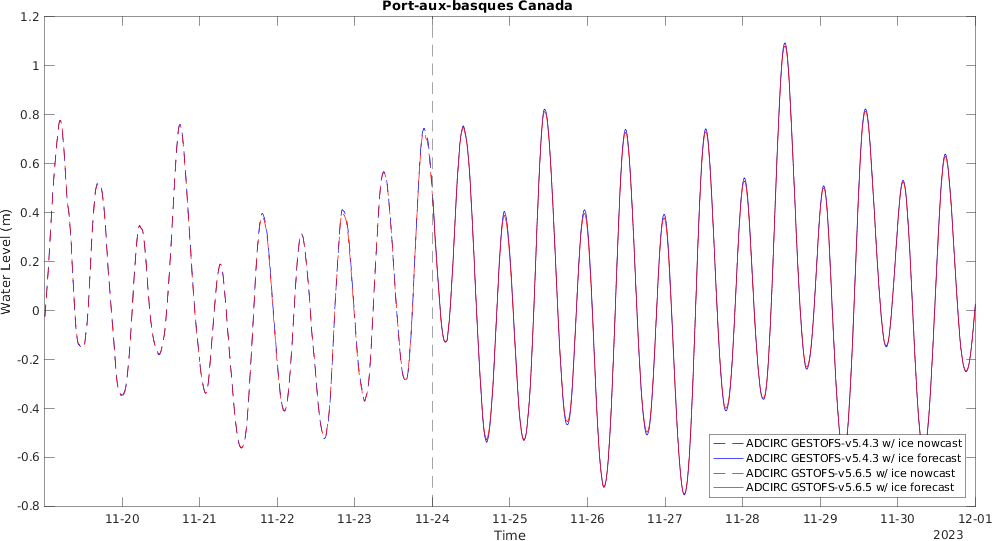 Port-aux-basques Canada
1.2
1
0.8
0.6
0.4
0.2
0
-0.2
-0.4
-0.6
-0.8
Water Level (m)
ADCIRC GESTOFS-v5.4.3 w/ ice nowcast
ADCIRC GESTOFS-v5.4.3 w/ ice forecast
ADCIRC GSTOFS-v5.6.5 w/ ice nowcast
ADCIRC GSTOFS-v5.6.5 w/ ice forecast
11-20 11-21 11-22 11-23 11-24 11-25 11-26 11-27 11-28 11-29 11-30 12-01
Time
2023